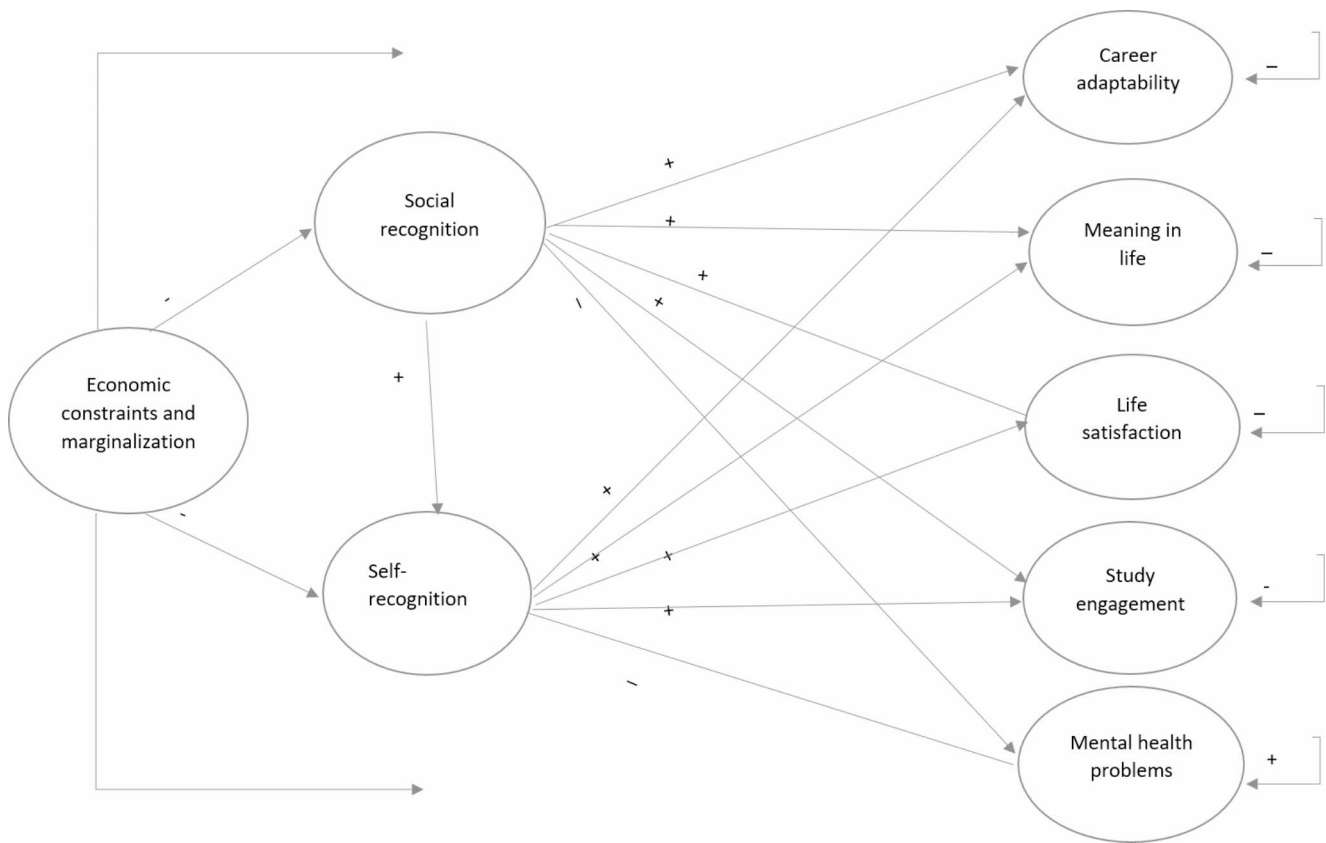 Career
adaptability
–
+
Social
recognition
+
Meaning in
life
–
+
+
-
–
+
Economic
constraints and
marginalization
+
Life
satisfaction
–
+
-
+
+
Self-
recognition
Study
engagement
-
+
–
Mental health
problems
+